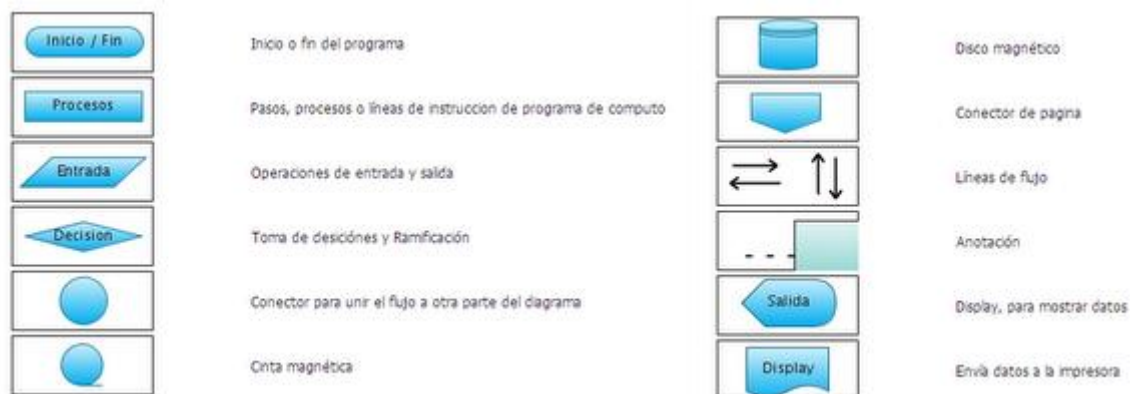 Inicio / Fin
Inicio o fin del programa
Procesos
Pasos, procesos o líneas de instruccion de programa de computo
Entrada
Operaciones de entrada y salida
Decision
Toma de desiciónes y Ramificación
Conector para unir el flujo a otra parte del diagrama
Cinta magnética
Disco magnético
Conector de pagina
Líneas de flujo
Anotación
Salida
Display, para mostrar datos
Display
Envía datos a la impresora